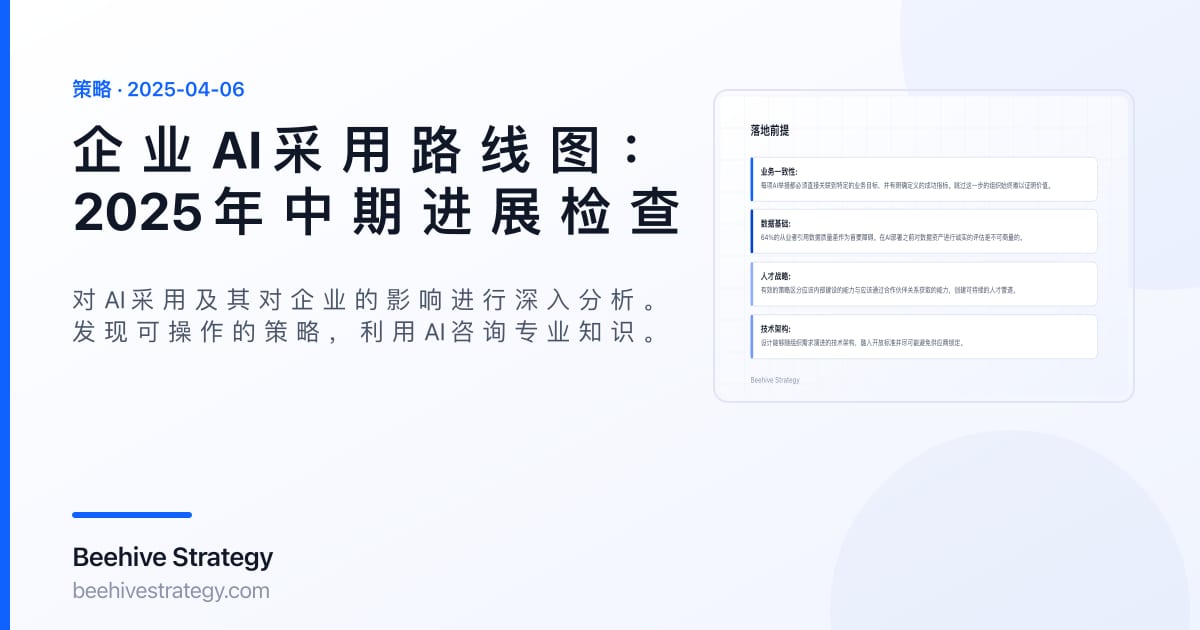 策略 · 2025-04-06
企业AI采用路线图：
2025年中期进展检查
对AI采用及其对企业的影响进行深入分析。
发现可操作的策略，利用AI咨询专业知识。
Beehive Strategy
beehivestrategy.com
落地前提
业务一致性:
每项AI举措都必须直接关联到特定的业务目标，并有明确定义的成功指标。跳过这一步的组织始终难以证明价值。
数据基础:
64%的从业者引用数据质量差作为首要障碍。在AI部署之前对数据资产进行诚实的评估是不可商量的。
人才战略:
有效的策略区分应该内部建设的能力与应该通过合作伙伴关系获取的能力，创建可持续的人才管道。
技术架构:
设计能够随组织需求演进的技术架构，融入开放标准并尽可能避免供应商锁定。
Beehive Strategy